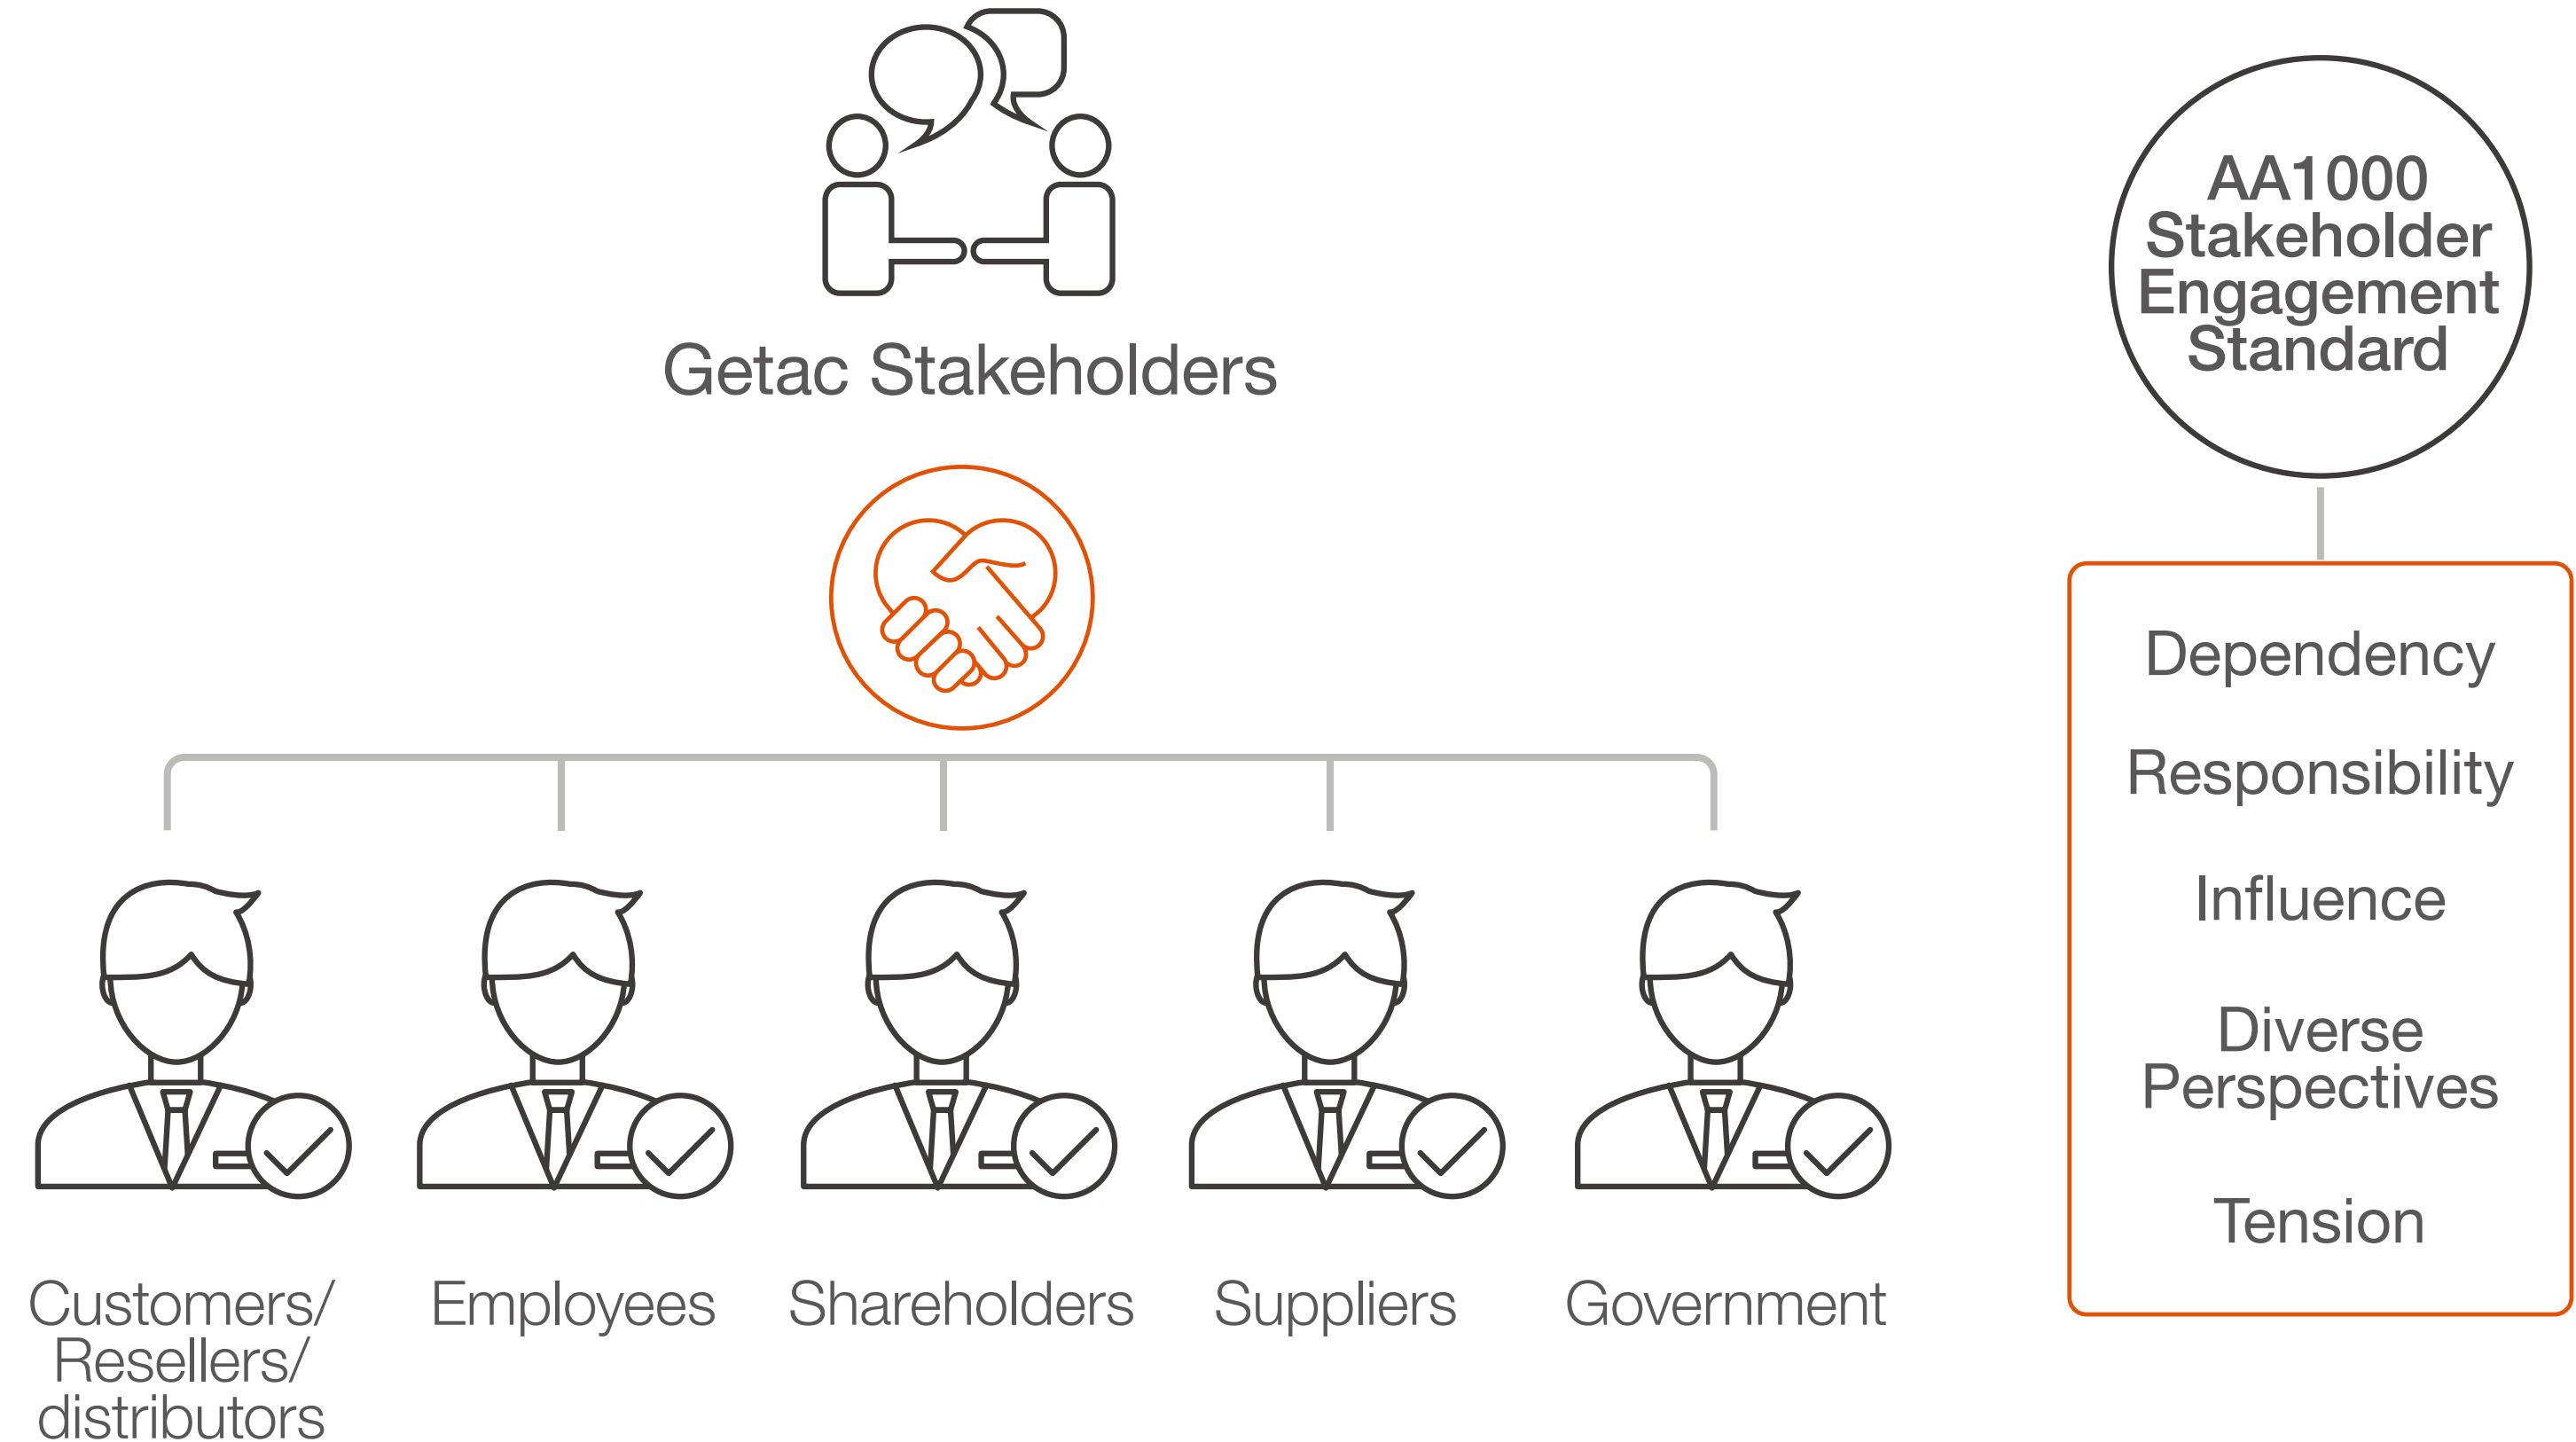 Getac Stakeholders
Customers/
Resellers/
distributors
Employees
Shareholders
Suppliers
Government
AA1000
Stakeholder
Engagement
Standard
Dependency
Responsibility
Influence
Diverse
Perspectives
Tension